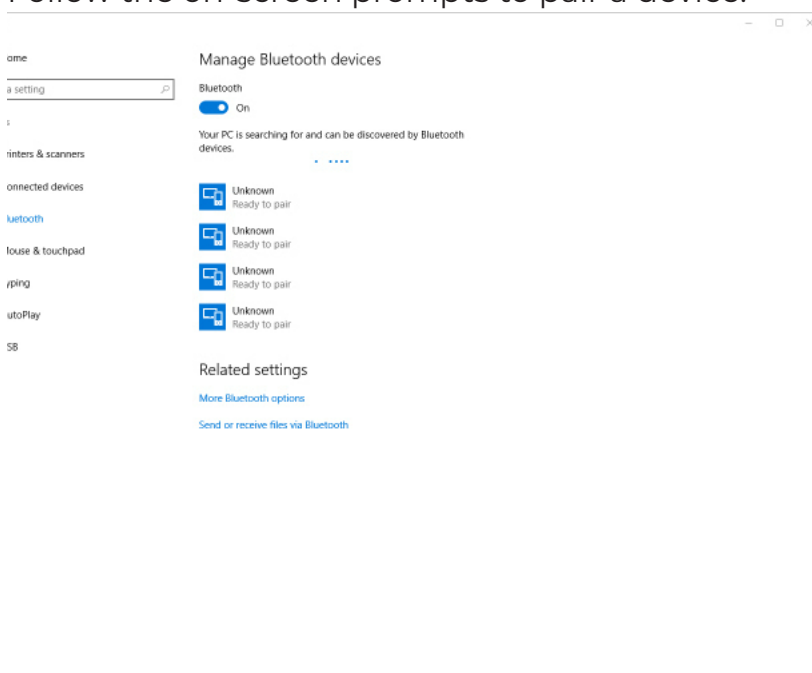 Follow the on-screen prompts to pair a device.
ome
a setting
s
rinters & scanners
onnected devices
luetooth
louse & touchpad
yping
utoPlay
SB
Manage Bluetooth devices
Bluetooth
On
Your PC is searching for and can be discovered by Bluetooth
devices.
Unknown
Ready to pair
Unknown
Ready to pair
Unknown
Ready to pair
Unknown
Ready to pair
Related settings
More Bluetooth options
Send or receive files via Bluetooth